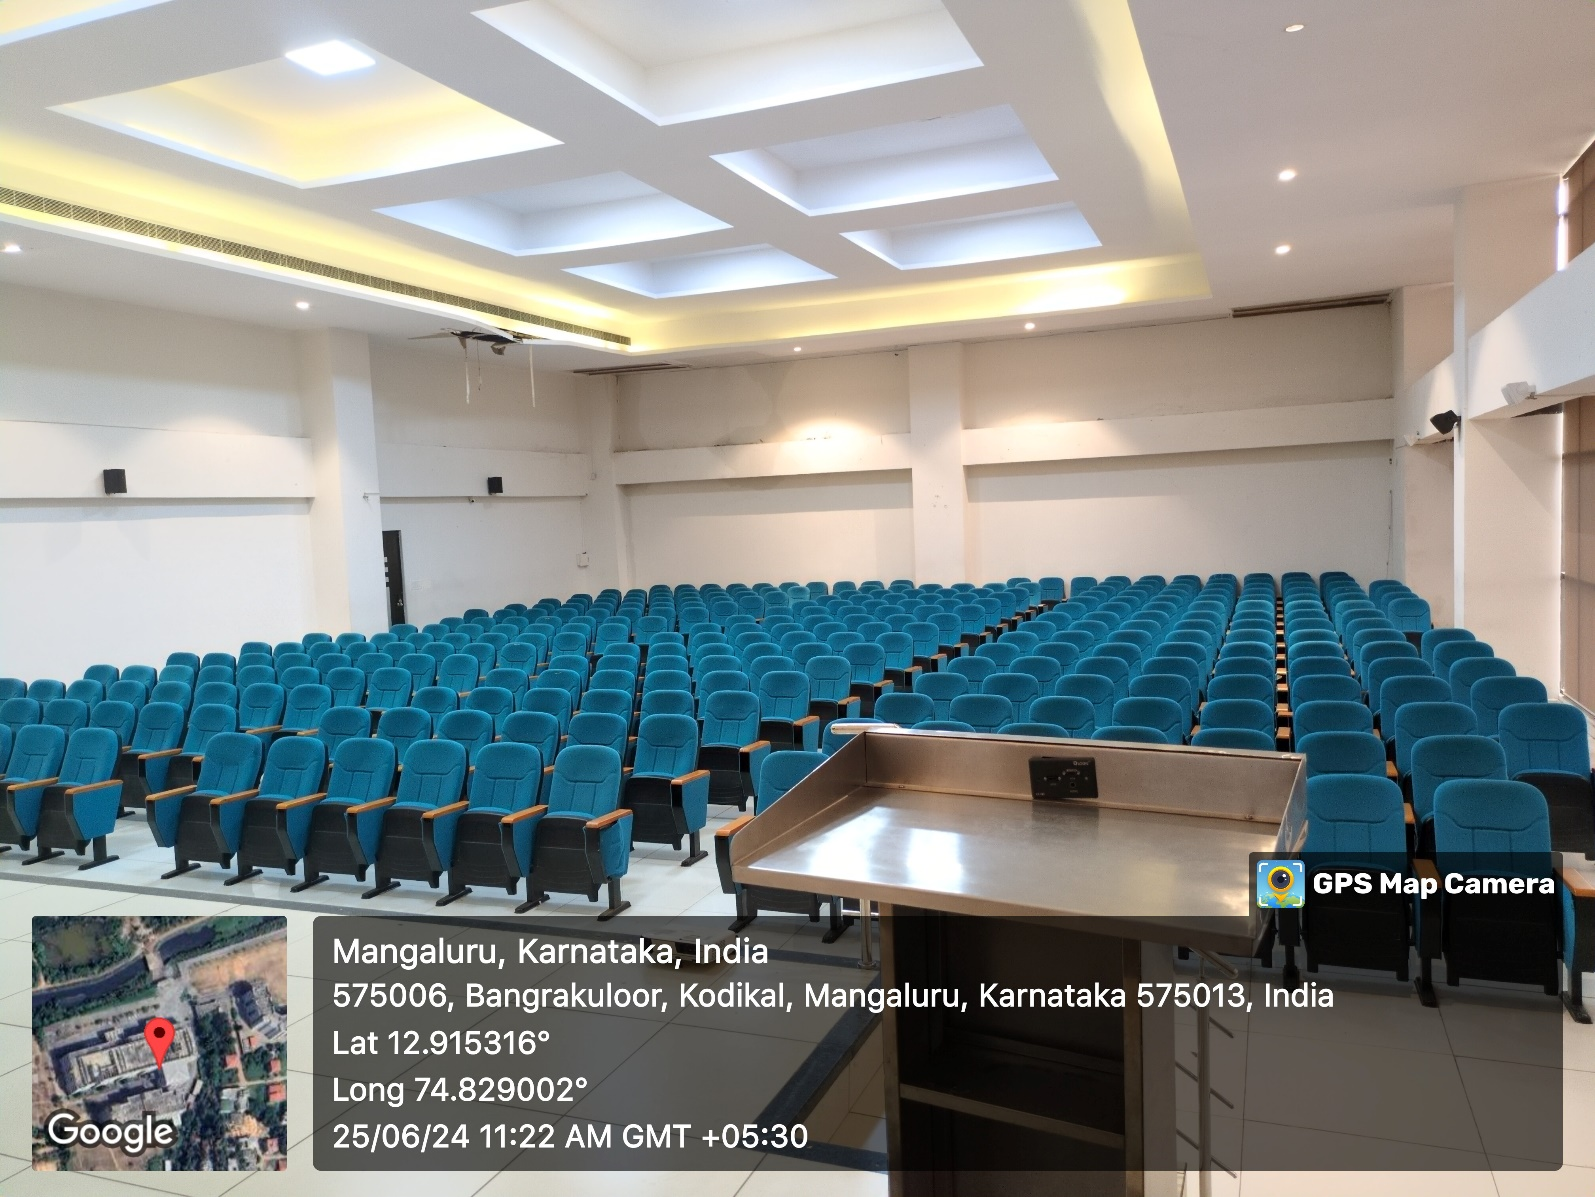 GPS Map Camera
Mangaluru, Karnataka, India
575006, Bangrakuloor, Kodikal, Mangaluru, Karnataka 575013, India
Lat 12.915316°
Long 74.829002°
25/06/24 11:22 AM GMT +05:30
Google